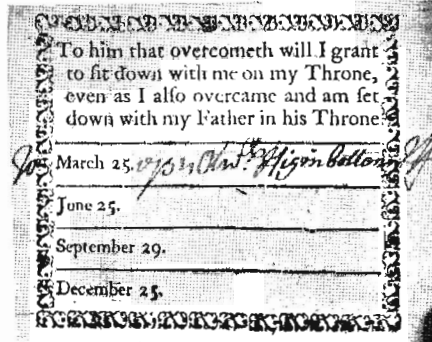 To him that overcometh will I grant
to ſit down with me on my Throne,
even as I alſo overcame and am ſet
down with my Father in his Throne
March 25. Higinbottom
June 25.
September 29.
December 25.